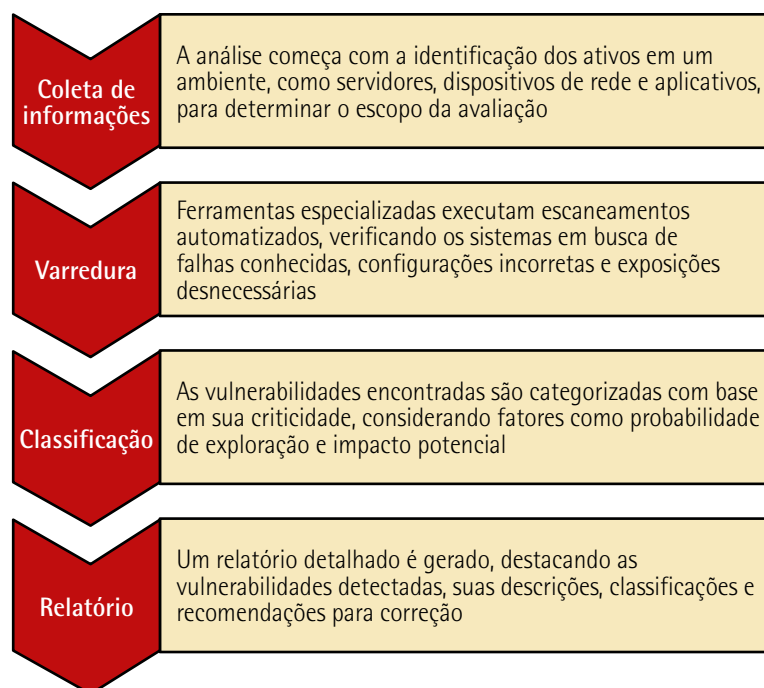 Coleta de
informações
A análise começa com a identificação dos ativos em um
ambiente, como servidores, dispositivos de rede e aplicativos,
para determinar o escopo da avaliação
Varredura
Ferramentas especializadas executam escaneamentos
automatizados, verificando os sistemas em busca de
falhas conhecidas, configurações incorretas e exposições
desnecessárias
Classificação
As vulnerabilidades encontradas são categorizadas com base
em sua criticidade, considerando fatores como probabilidade
de exploração e impacto potencial
Relatório
Um relatório detalhado é gerado, destacando as
vulnerabilidades detectadas, suas descrições, classificações e
recomendações para correção